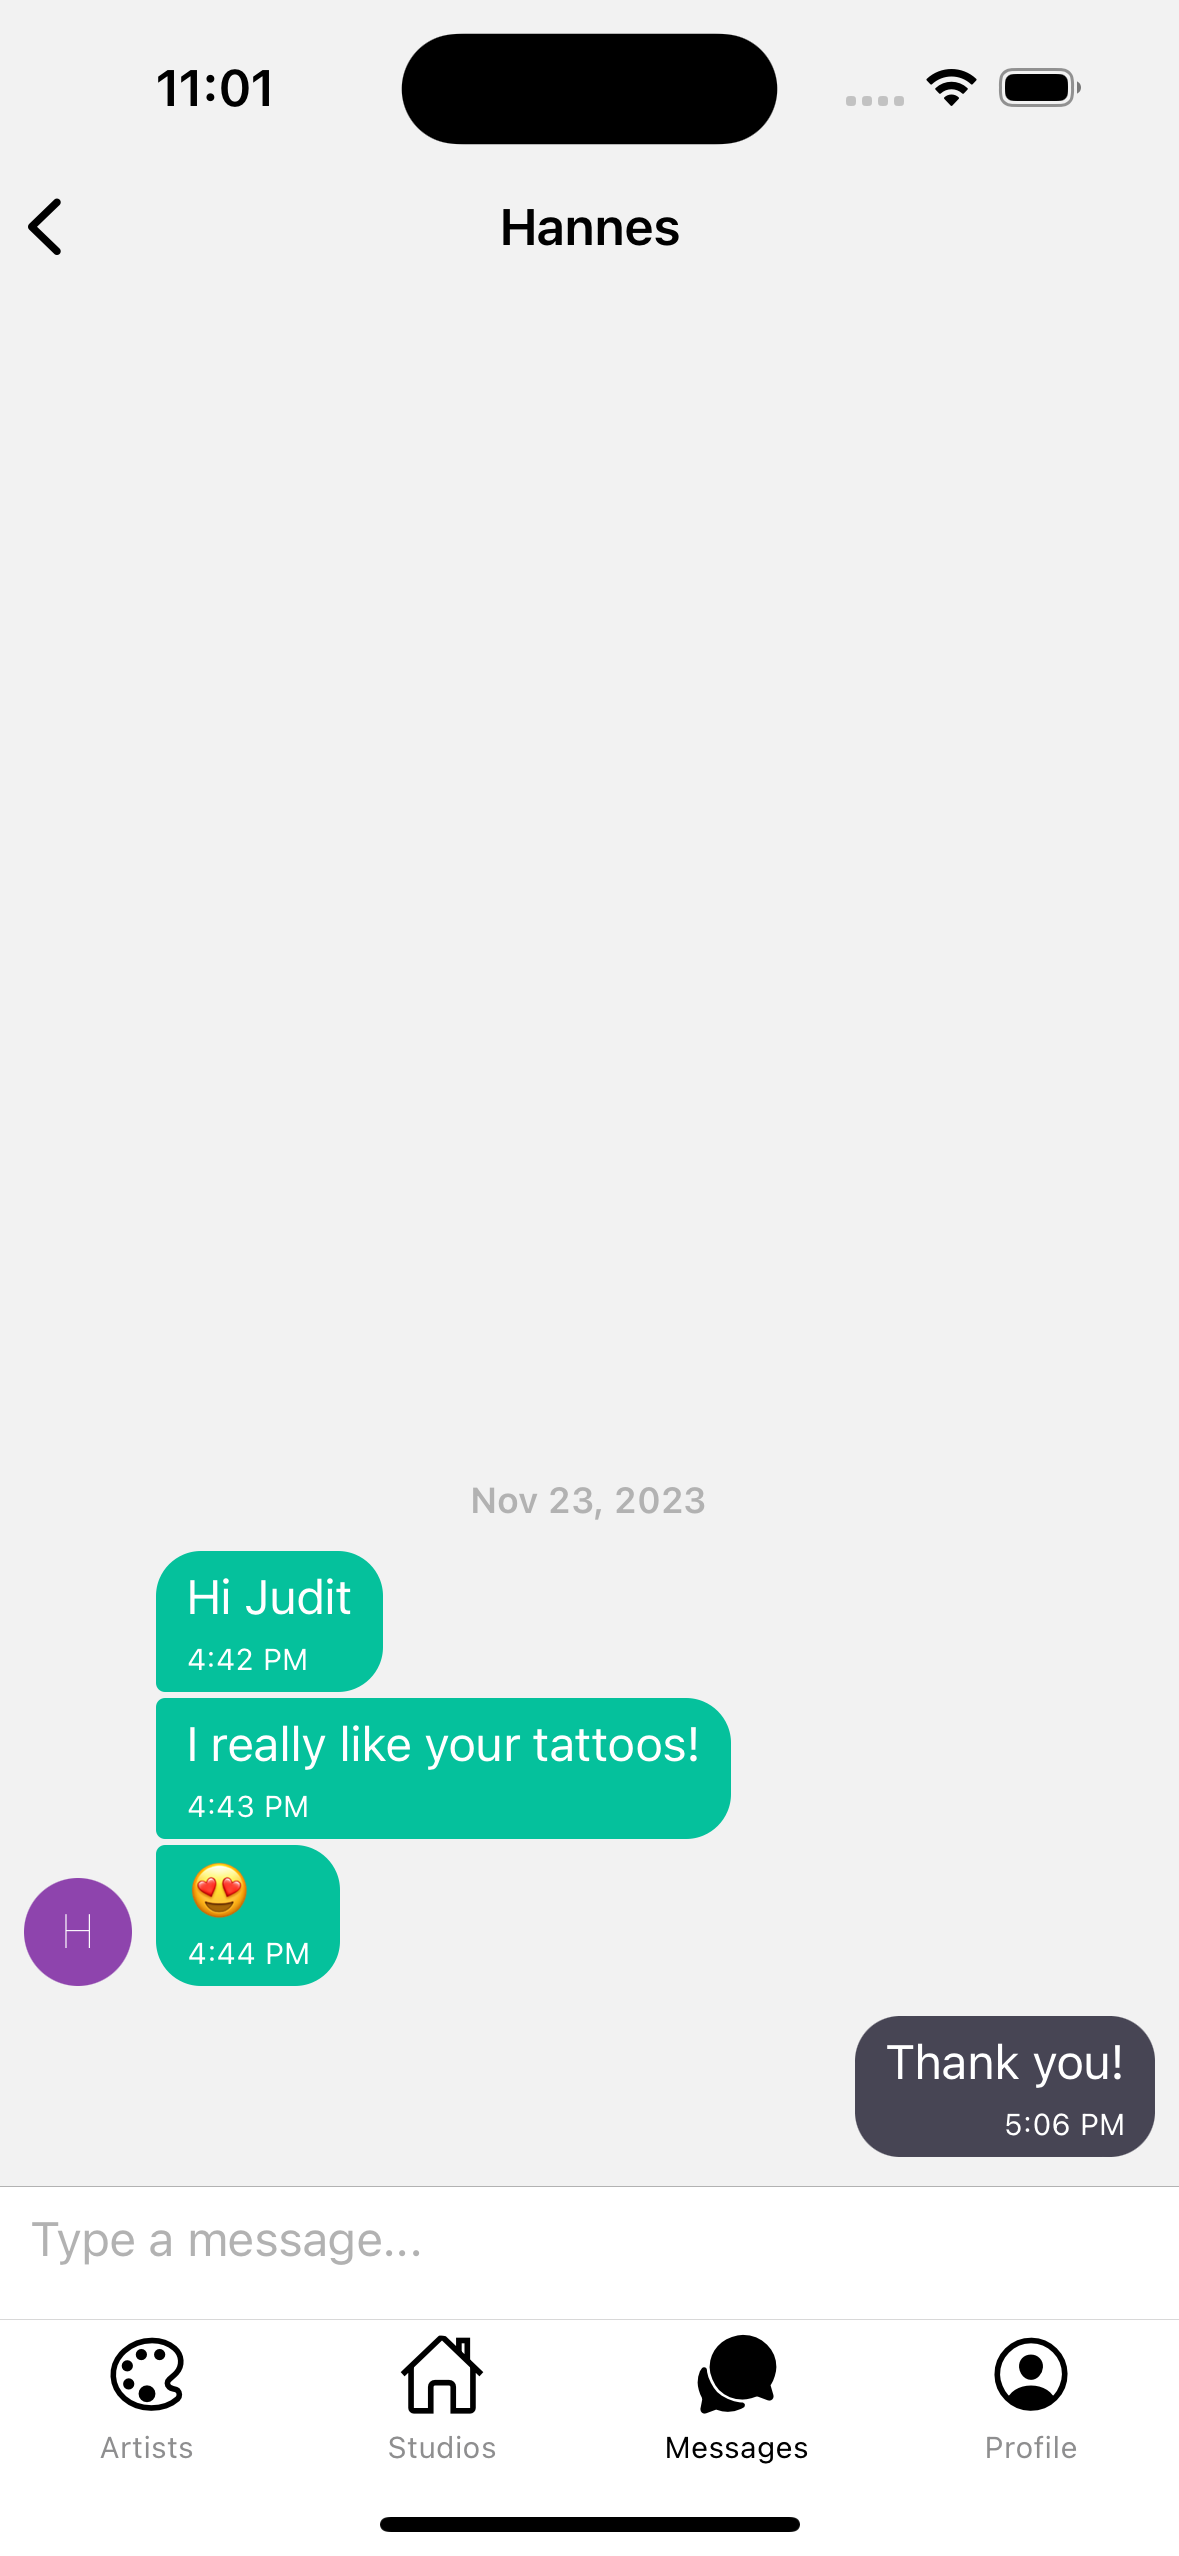 11:01
Hannes
Nov 23, 2023
Hi Judit
4:42 PM
I really like your tattoos!
4:43 PM
😍
4:44 PM
H
Thank you!
5:06 PM
Type a message...
Artists
Studios
Messages
Profile